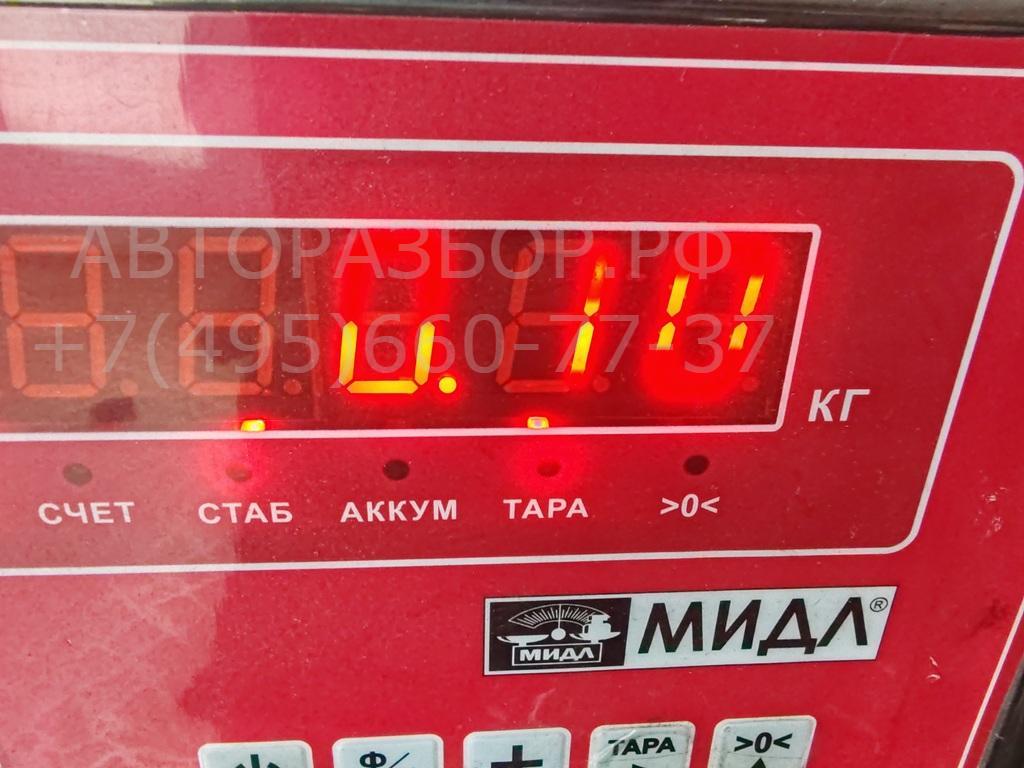 АВТОРАЗБОР.РФ
+7(495)660-77-37
КГ
СЧЕТ СТАБ АККУМ ТАРА >0<
МИДЛ МИДЛ®
Ф/ + ТАРА >0<